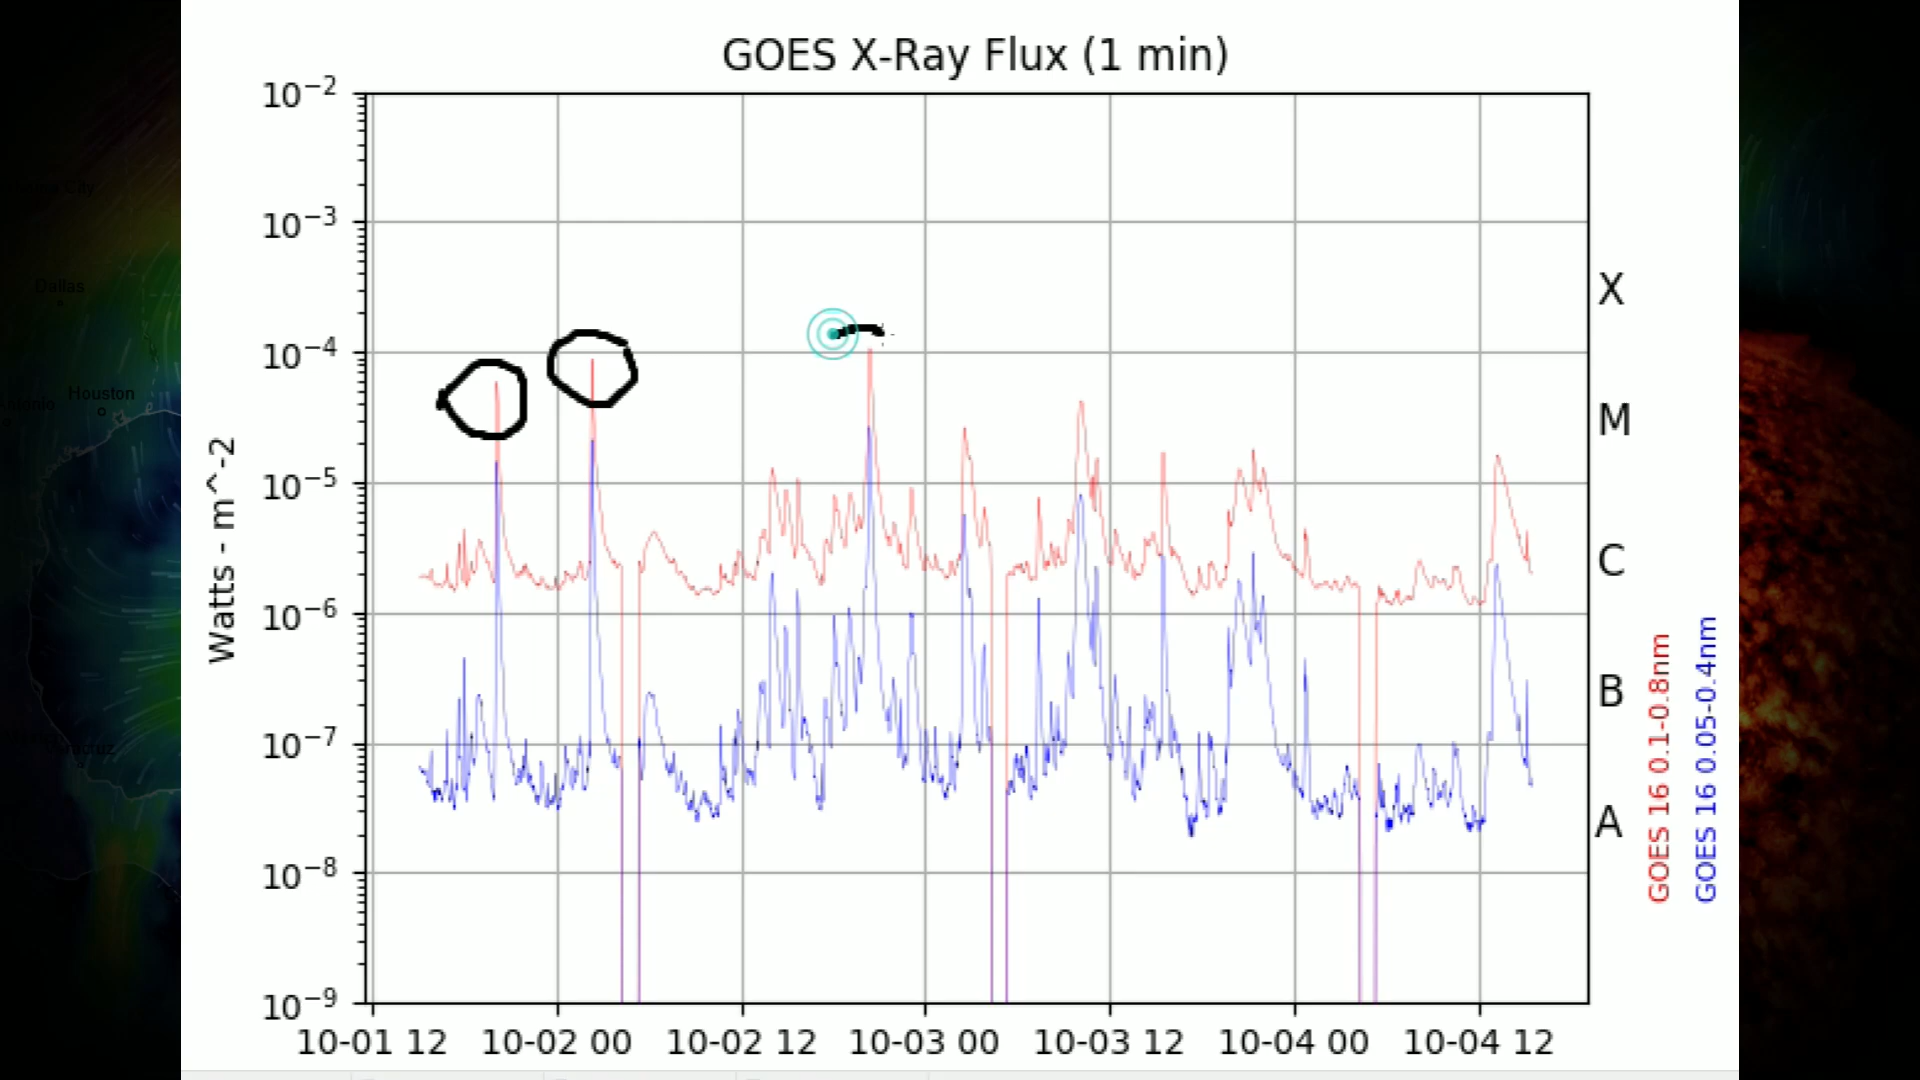 GOES X-Ray Flux (1 min)
10−2
10−3
10−4
10−5
10−6
10−7
10−8
10−9
Watts - m^-2
X
M
C
B
A
GOES 16 0.1-0.8nm
GOES 16 0.05-0.4nm
10-01 12 10-02 00 10-02 12 10-03 00 10-03 12 10-04 00 10-04 12
Dallas
Houston